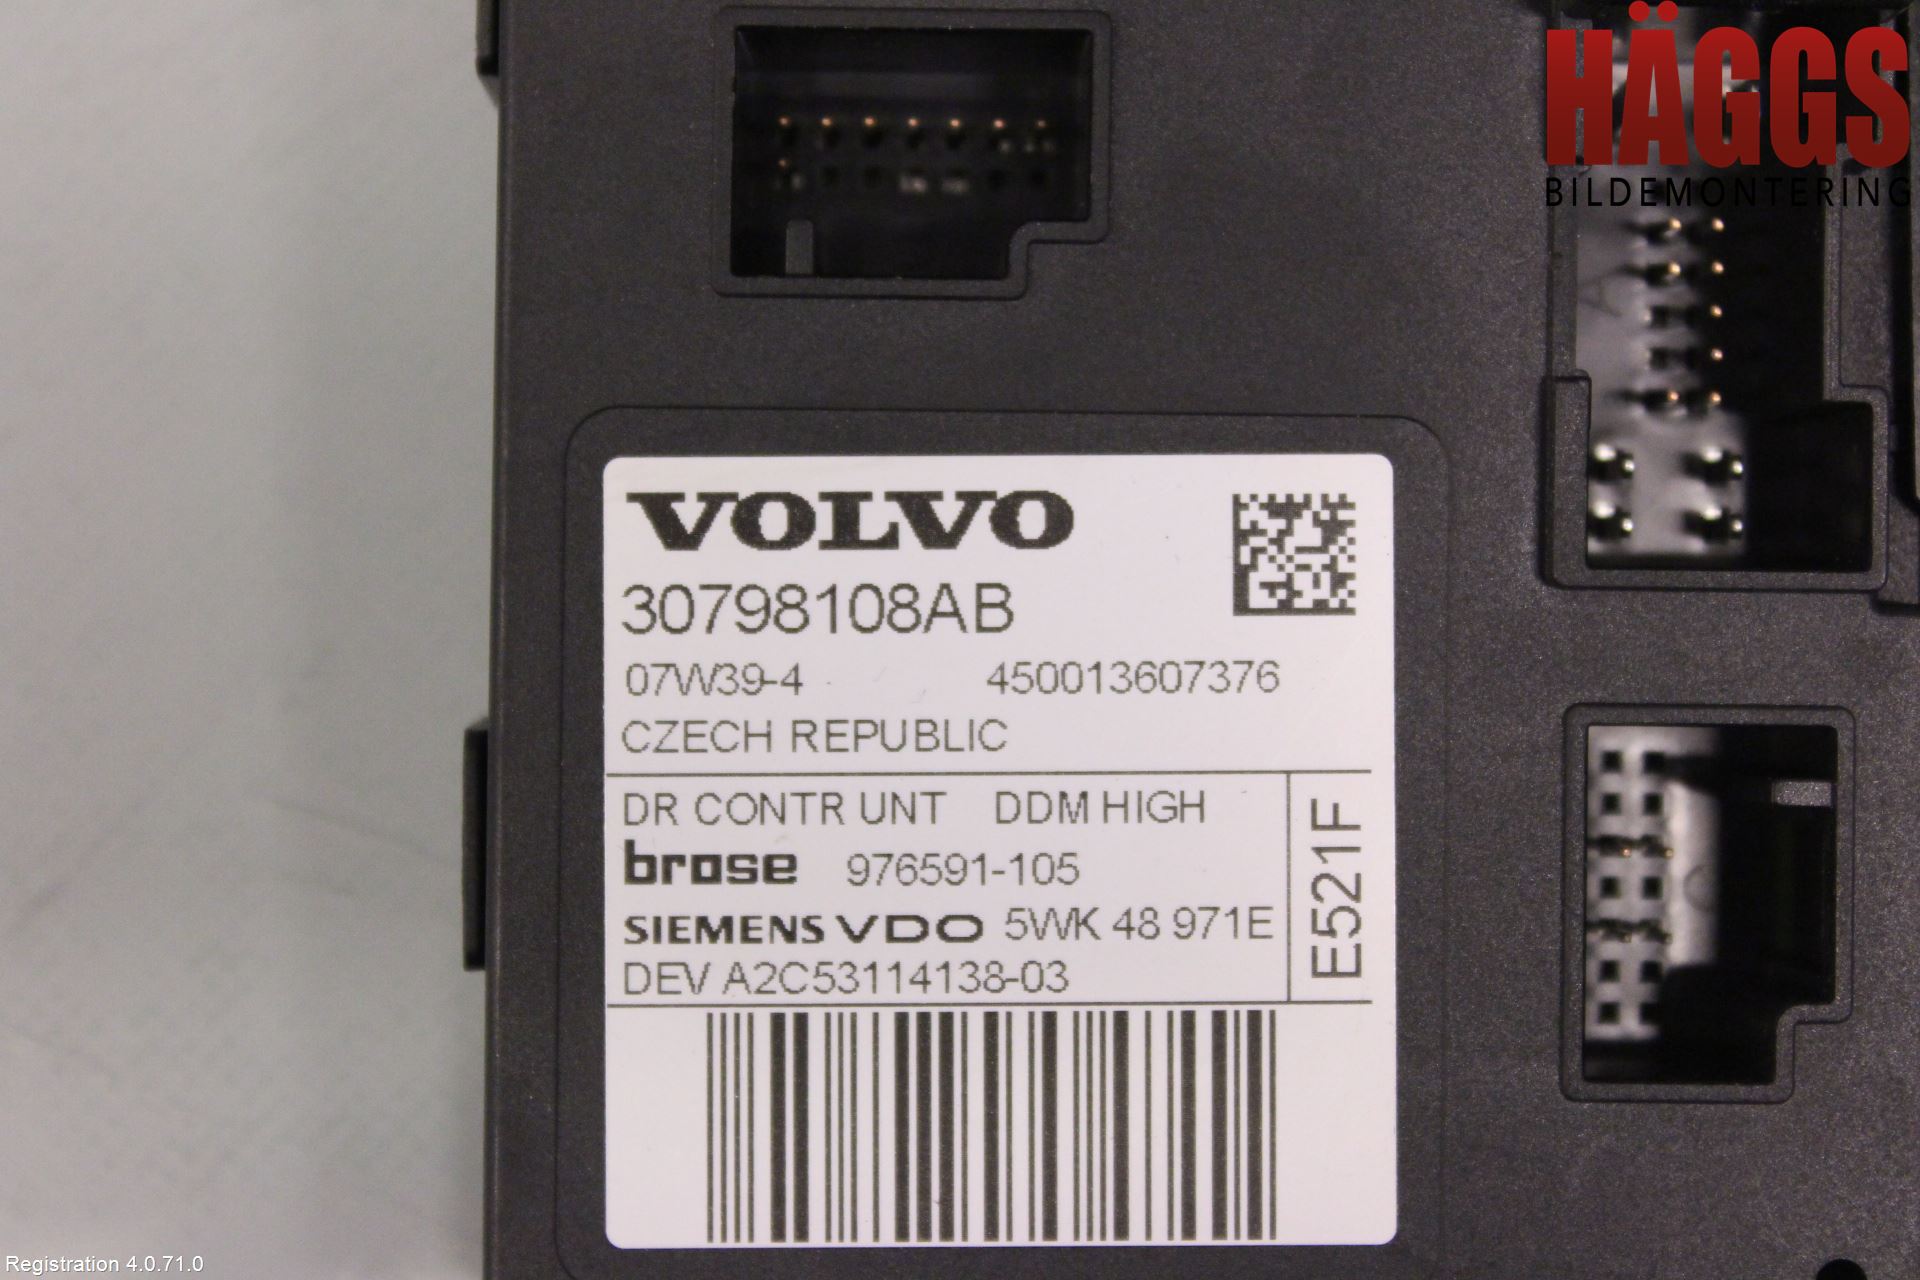 HÄGGS
BILDEMONTERING
VOLVO
30798108AB
07W39-4 450013607376
CZECH REPUBLIC
DR CONTR UNT DDM HIGH
brose 976591-105
SIEMENS VDO 5WK 48 971E
DEV A2C53114138-03
E521F
A
Registration 4.0.71.0